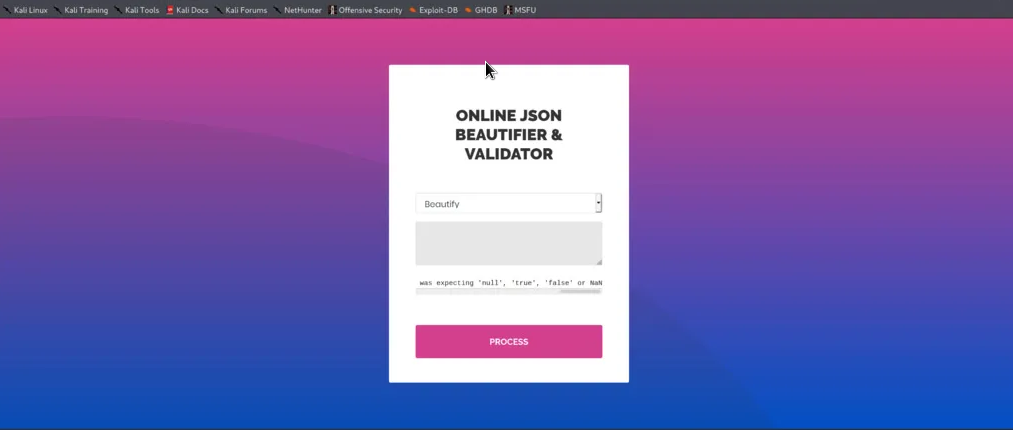 Kali Linux Kali Training Kali Tools Kali Docs Kali Forums NetHunter Offensive Security Exploit-DB GHDB MSFU
ONLINE JSON
BEAUTIFIER &
VALIDATOR
Beautify
was expecting 'null', 'true', 'false' or NaN
PROCESS